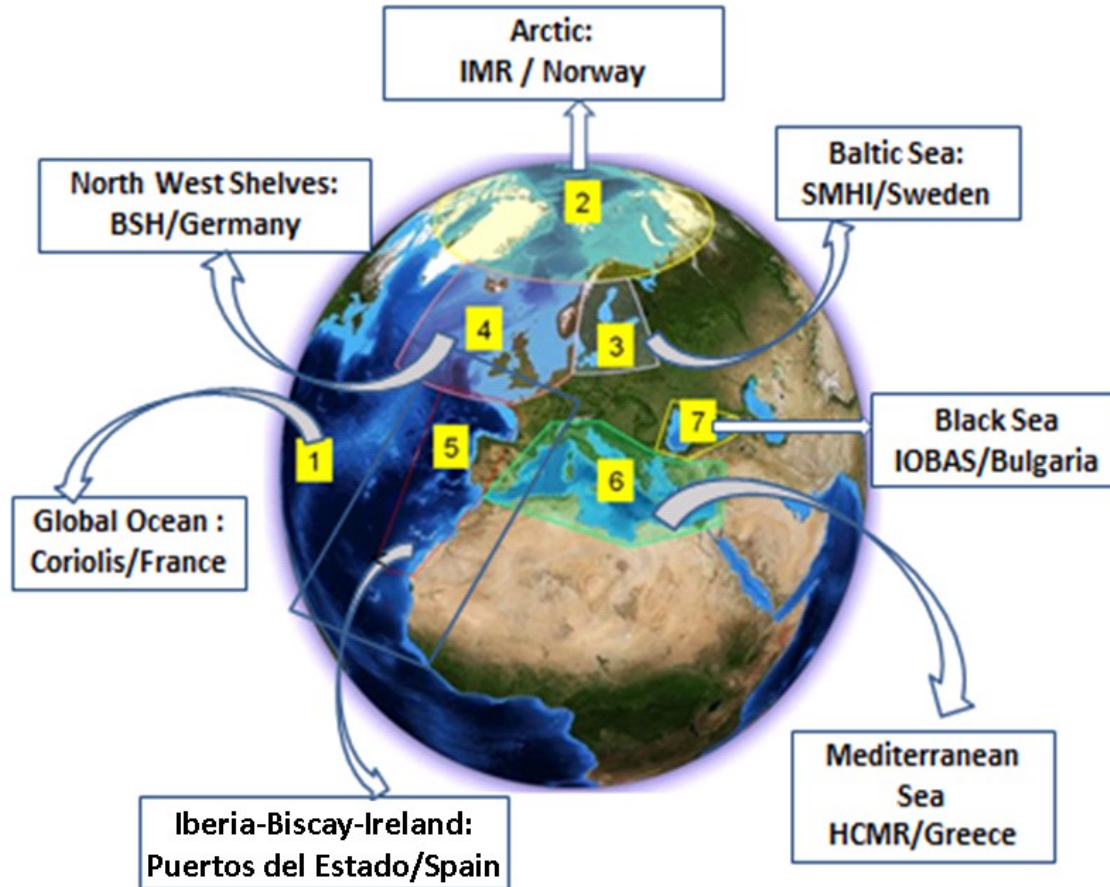 Arctic:
IMR / Norway
North West Shelves:
BSH/Germany
Baltic Sea:
SMHI/Sweden
2
4
3
7
Black Sea
IOBAS/Bulgaria
1
5
6
Global Ocean :
Coriolis/France
Mediterranean
Sea
HCMR/Greece
Iberia-Biscay-Ireland:
Puertos del Estado/Spain